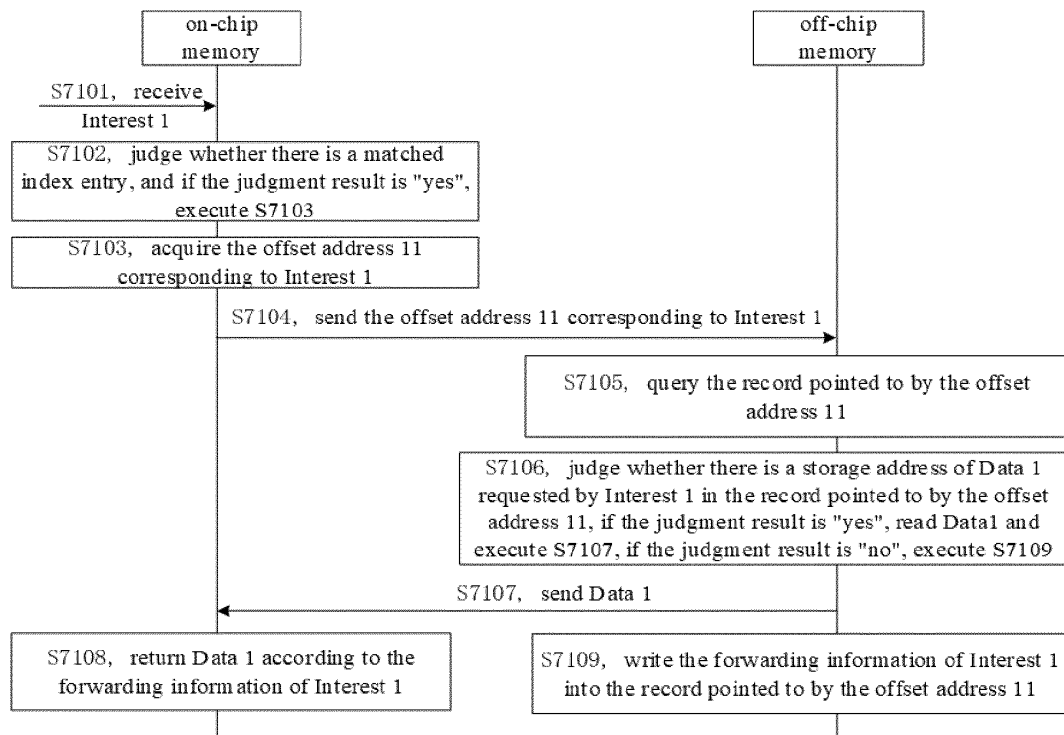 on-chip
memory
off-chip
memory
S7101, receive
Interest 1
S7102, judge whether there is a matched
index entry, and if the judgment result is "yes",
execute S7103
S7103, acquire the offset address 11
corresponding to Interest 1
S7104, send the offset address 11 corresponding to Interest 1
S7105, query the record pointed to by the offset
address 11
S7106, judge whether there is a storage address of Data 1
requested by Interest 1 in the record pointed to by the offset
address 11, if the judgment result is "yes", read Data1 and
execute S7107, if the judgment result is "no", execute S7109
S7107, send Data 1
S7108, return Data 1 according to the
forwarding information of Interest 1
S7109, write the forwarding information of Interest 1
into the record pointed to by the offset address 11